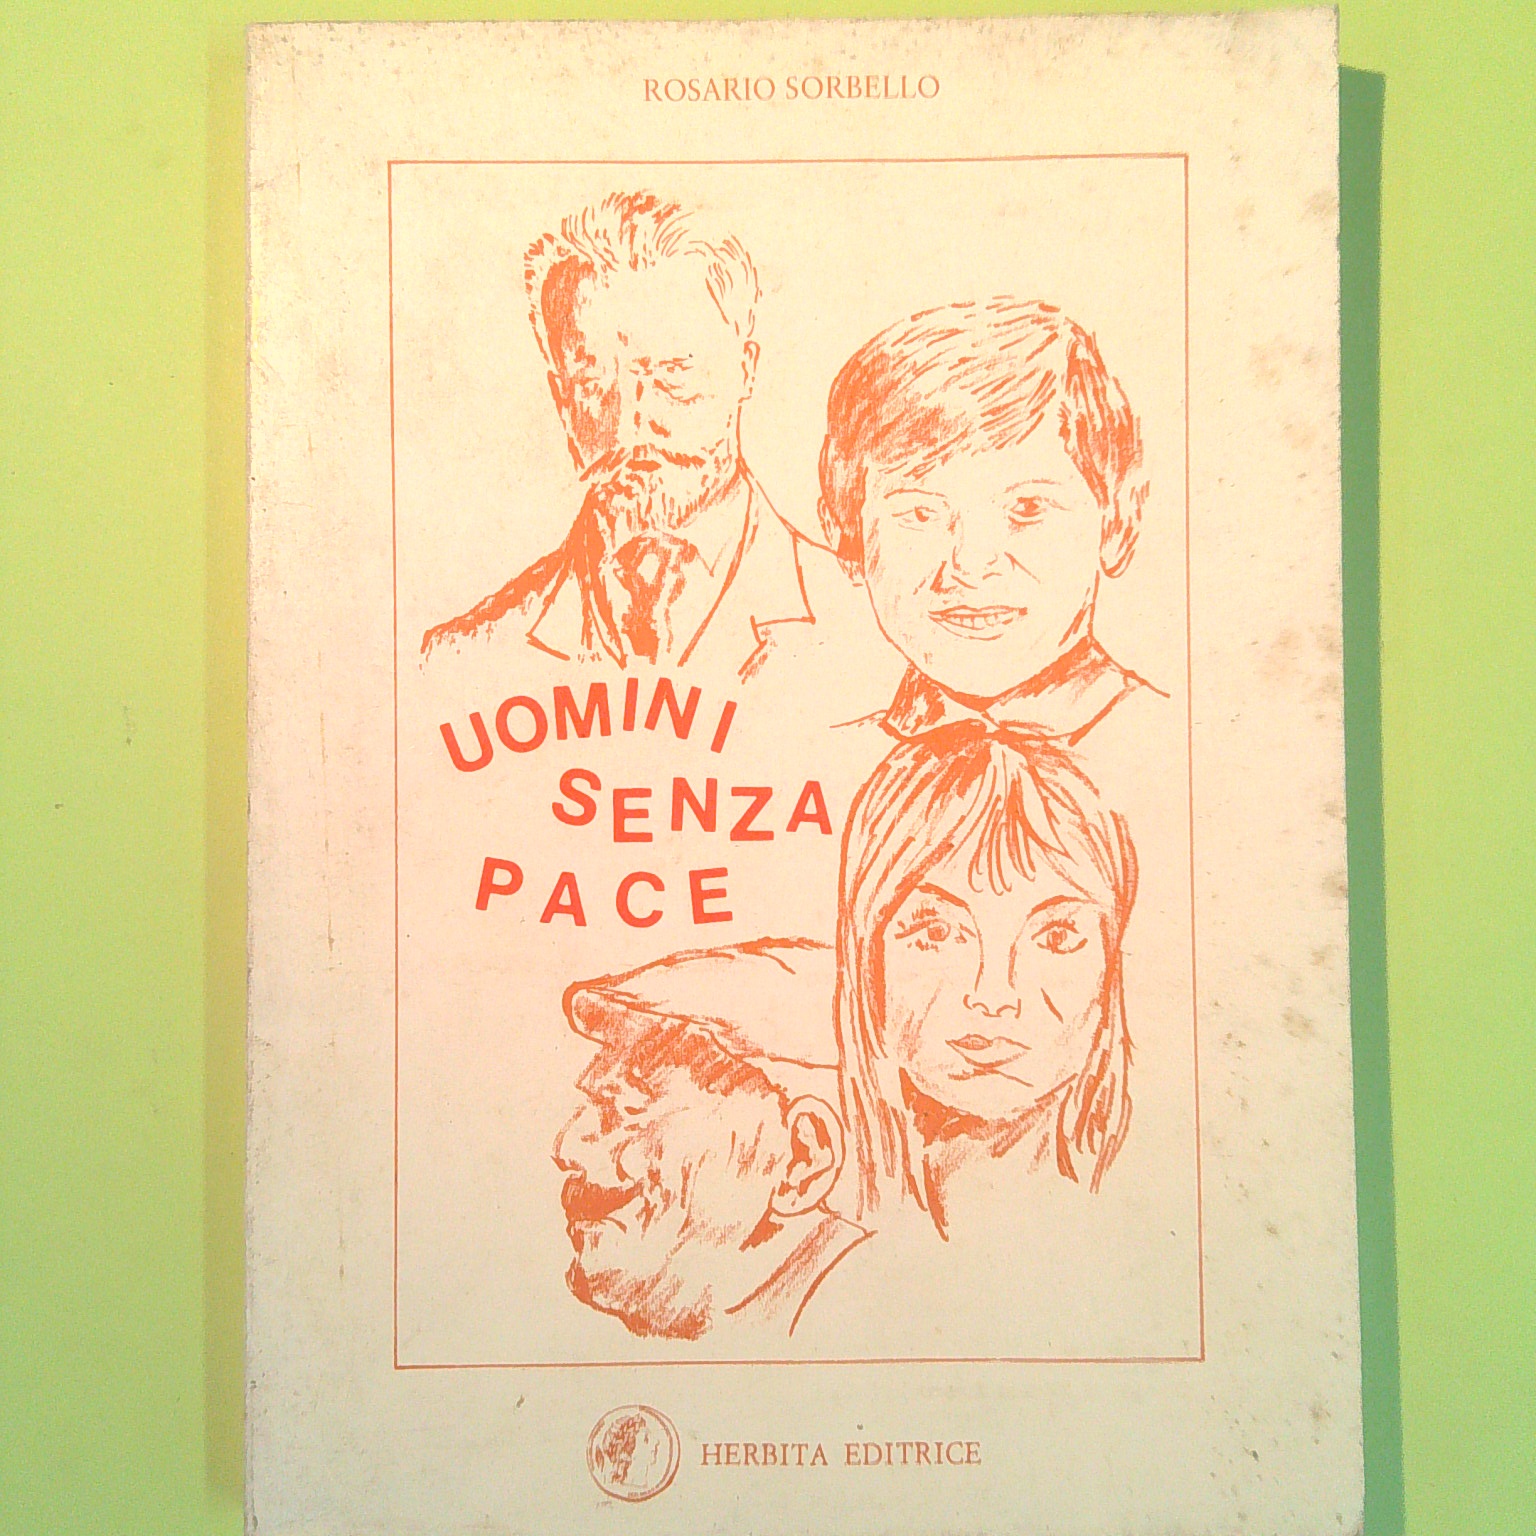 ROSARIO SORBELLO
UOMINI
SENZA
PACE
HERBITA EDITRICE